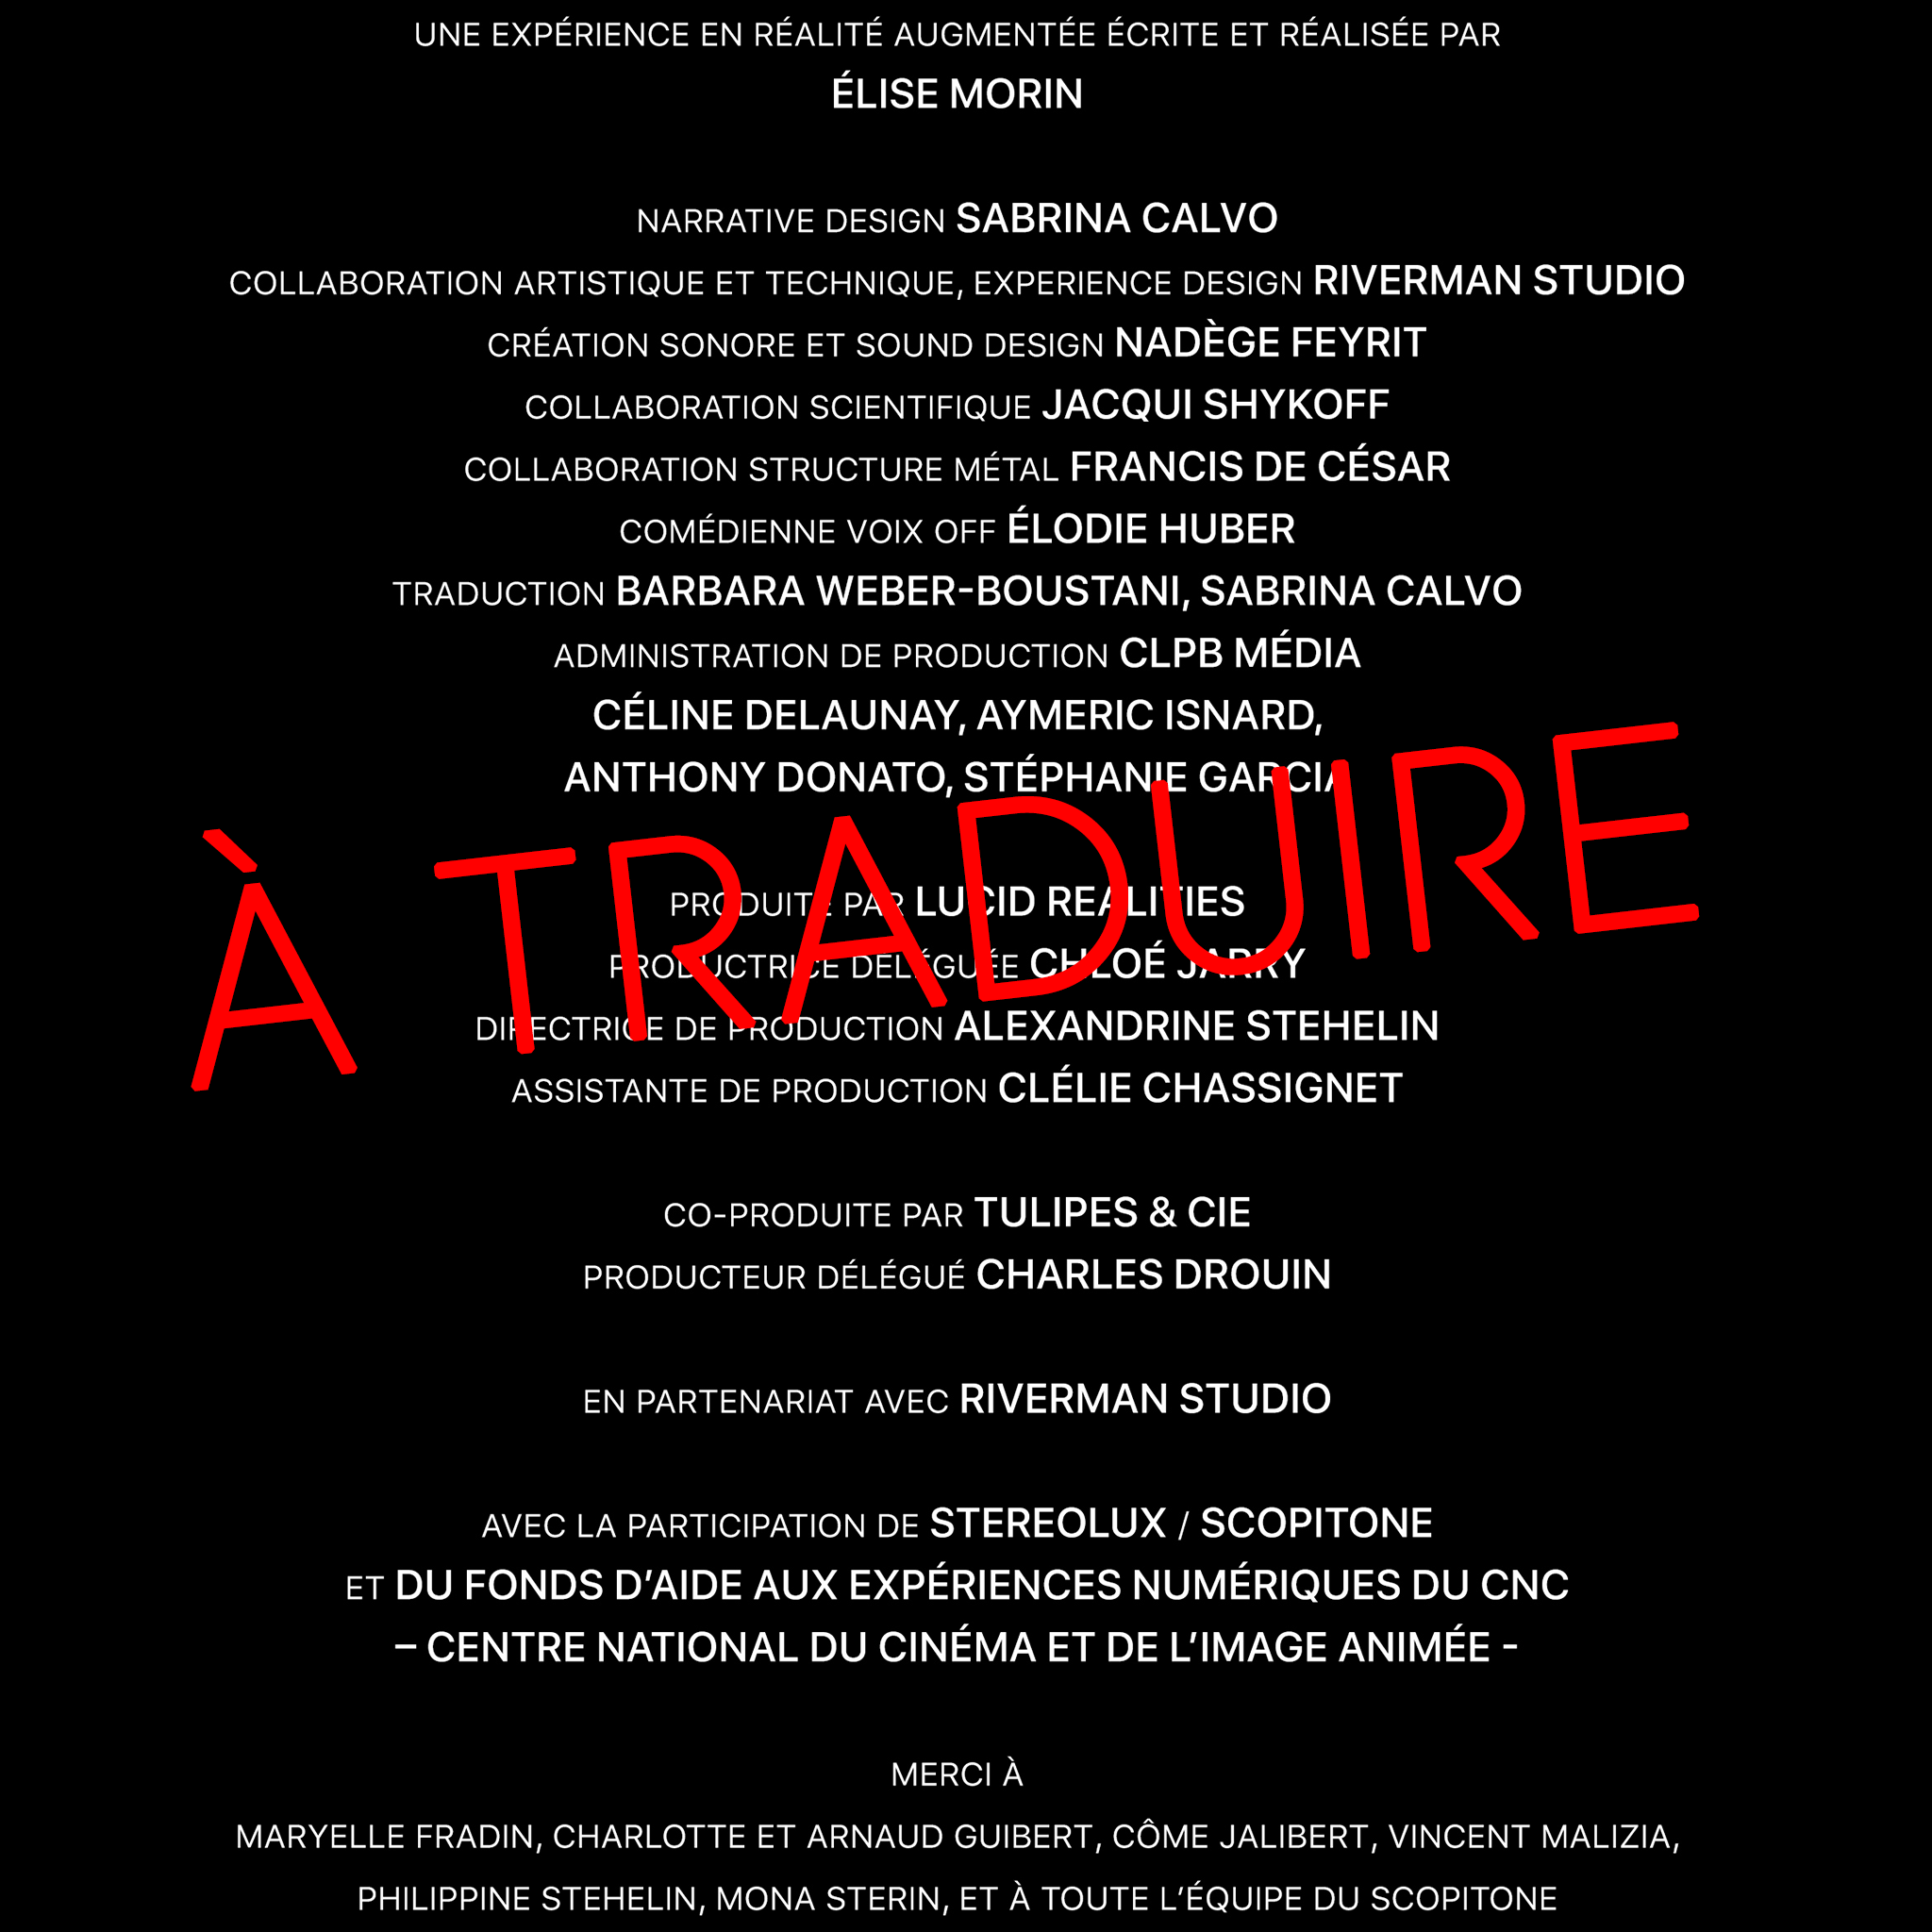 UNE EXPÉRIENCE EN RÉALITÉ AUGMENTÉE ÉCRITE ET RÉALISÉE PAR
ÉLISE MORIN
NARRATIVE DESIGN SABRINA CALVO
COLLABORATION ARTISTIQUE ET TECHNIQUE, EXPERIENCE DESIGN RIVERMAN STUDIO
CRÉATION SONORE ET SOUND DESIGN NADÈGE FEYRIT
COLLABORATION SCIENTIFIQUE JACQUI SHYKOFF
COLLABORATION STRUCTURE MÉTAL FRANCIS DE CÉSAR
COMÉDIENNE VOIX OFF ÉLODIE HUBER
TRADUCTION BARBARA WEBER-BOUSTANI, SABRINA CALVO
ADMINISTRATION DE PRODUCTION CLPB MÉDIA
CÉLINE DELAUNAY, AYMERIC ISNARD,
ANTHONY DONATO, STÉPHANIE GARCIA
À TRADUIRE
PRODUITE PAR LUCID REALITIES
PRODUCTRICE DÉLÉGUÉE CHLOÉ JARRY
DIRECTRICE DE PRODUCTION ALEXANDRINE STEHELIN
ASSISTANTE DE PRODUCTION CLÉLIE CHASSIGNET
CO-PRODUITE PAR TULIPES & CIE
PRODUCTEUR DÉLÉGUÉ CHARLES DROUIN
EN PARTENARIAT AVEC RIVERMAN STUDIO
AVEC LA PARTICIPATION DE STEREOLUX / SCOPITONE
ET DU FONDS D’AIDE AUX EXPÉRIENCES NUMÉRIQUES DU CNC
– CENTRE NATIONAL DU CINÉMA ET DE L’IMAGE ANIMÉE -
MERCI À
MARYELLE FRADIN, CHARLOTTE ET ARNAUD GUIBERT, CÔME JALIBERT, VINCENT MALIZIA,
PHILIPPINE STEHELIN, MONA STERIN, ET À TOUTE L’ÉQUIPE DU SCOPITONE